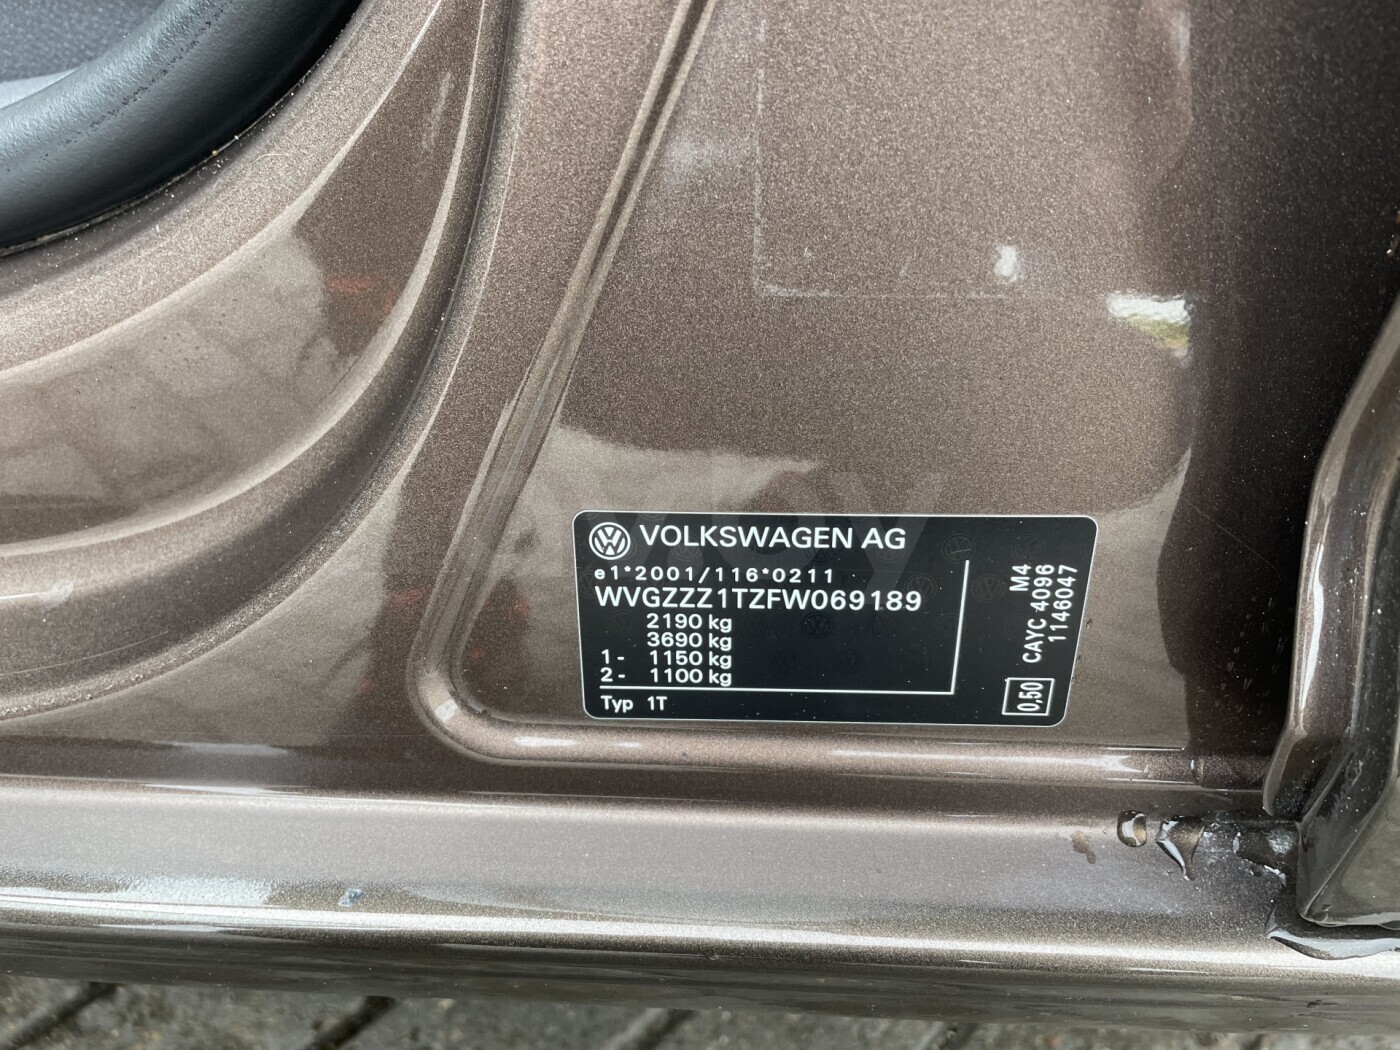 VOLKSWAGEN AG
e1*2001/116*0211
WVGZZZ1TZFW069189
2190 kg
3690 kg
1- 1150 kg
2- 1100 kg
Typ 1T
M4
CAYC 4096
1146047
0,50